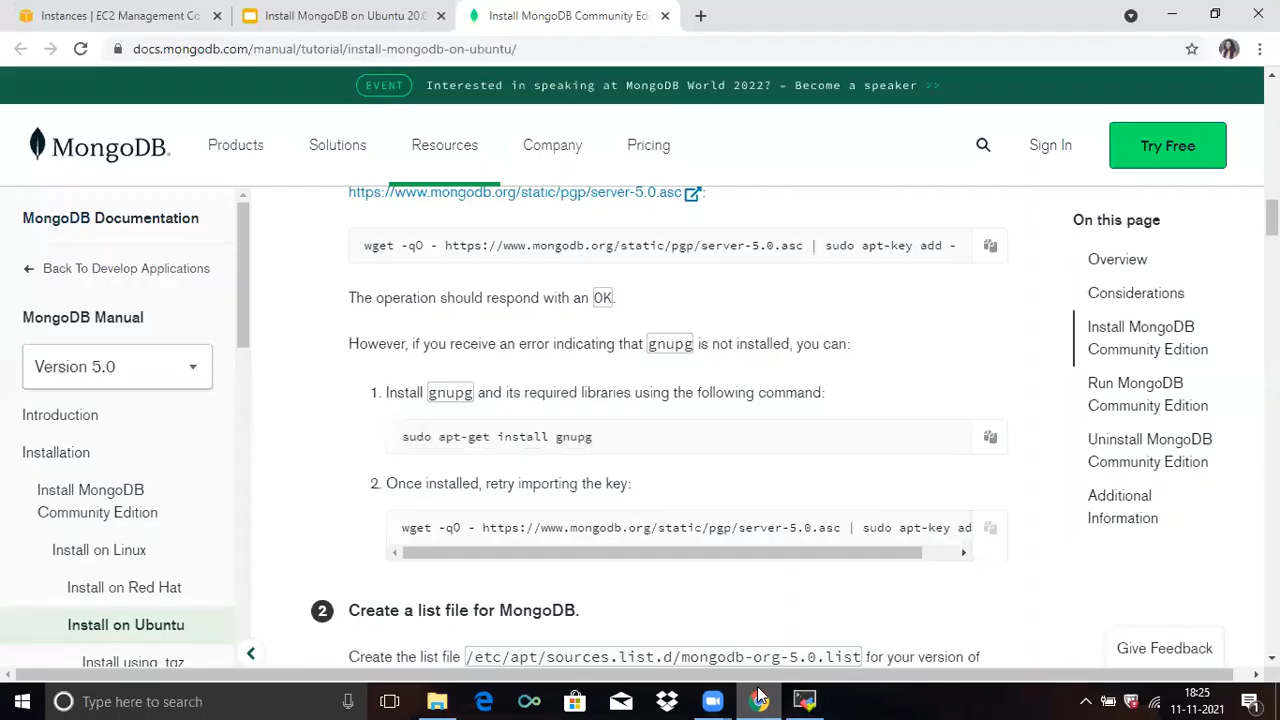 Instances | EC2 Management Co
Install MongoDB on Ubuntu 20.0
Install MongoDB Community Edi
docs.mongodb.com/manual/tutorial/install-mongodb-on-ubuntu/
EVENT Interested in speaking at MongoDB World 2022? – Become a speaker >>
MongoDB. Products Solutions Resources Company Pricing Sign In Try Free
MongoDB Documentation
Back To Develop Applications
MongoDB Manual
Version 5.0
Introduction
Installation
Install MongoDB
Community Edition
Install on Linux
Install on Red Hat
Install on Ubuntu
Install using .tgz
https://www.mongodb.org/static/pgp/server-5.0.asc :
wget -qO - https://www.mongodb.org/static/pgp/server-5.0.asc | sudo apt-key add -
The operation should respond with an OK.
However, if you receive an error indicating that gnupg is not installed, you can:
1. Install gnupg and its required libraries using the following command:
sudo apt-get install gnupg
2. Once installed, retry importing the key:
wget -qO - https://www.mongodb.org/static/pgp/server-5.0.asc | sudo apt-key ad
2 Create a list file for MongoDB.
Create the list file /etc/apt/sources.list.d/mongodb-org-5.0.list for your version of
On this page
Overview
Considerations
Install MongoDB
Community Edition
Run MongoDB
Community Edition
Uninstall MongoDB
Community Edition
Additional
Information
Give Feedback
Type here to search
18:25
11-11-2021
1